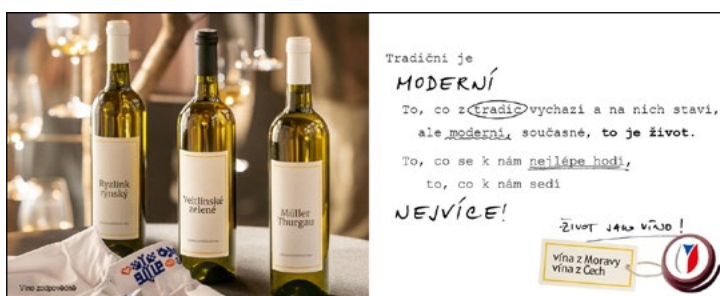 Ryzlink
rýnský
Veltlínské
zelené
Müller
Thurgau
Víno zodpovědně
Tradiční je
MODERNÍ
To, co z tradic vychází a na nich staví,
ale moderní, současné, to je život.
To, co se k nám nejlépe hodí,
to, co k nám sedí
NEJVÍCE!
ŽIVOT JAKO VÍNO!
vína z Moravy
vína z Čech